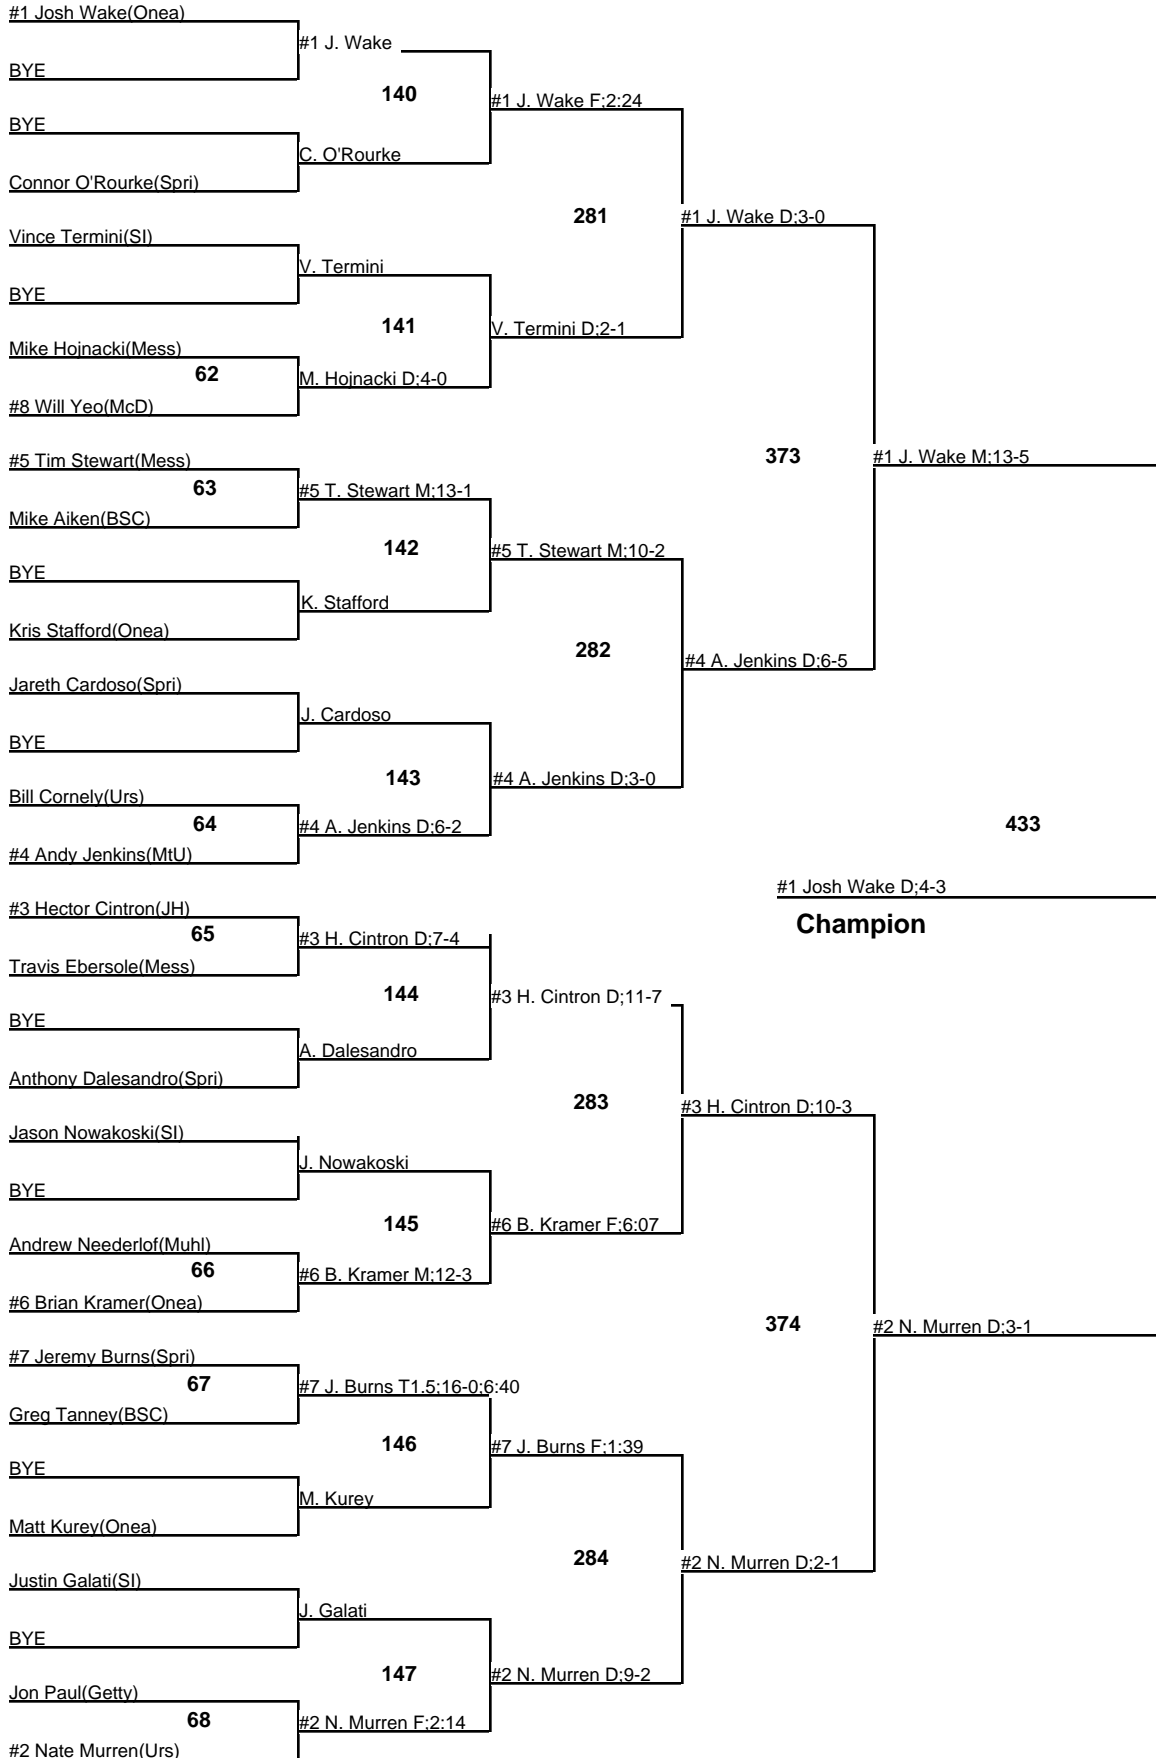 #1 Josh Wake(Onea)
#1 J. Wake
BYE
140
#1 J. Wake F;2:24
BYE
C. O'Rourke
Connor O'Rourke(Spri)
281
#1 J. Wake D;3-0
Vince Termini(SI)
V. Termini
BYE
141
V. Termini D;2-1
Mike Hojnacki(Mess)
62
M. Hojnacki D;4-0
#8 Will Yeo(McD)
373
#1 J. Wake M;13-5
#5 Tim Stewart(Mess)
63
#5 T. Stewart M;13-1
Mike Aiken(BSC)
142
#5 T. Stewart M;10-2
BYE
K. Stafford
Kris Stafford(Onea)
282
#4 A. Jenkins D;6-5
Jareth Cardoso(Spri)
J. Cardoso
BYE
143
#4 A. Jenkins D;3-0
Bill Cornely(Urs)
64
#4 A. Jenkins D;6-2
433
#4 Andy Jenkins(MtU)
#1 Josh Wake D;4-3
Champion
#3 Hector Cintron(JH)
65
#3 H. Cintron D;7-4
Travis Ebersole(Mess)
144
#3 H. Cintron D;11-7
BYE
A. Dalesandro
Anthony Dalesandro(Spri)
283
#3 H. Cintron D;10-3
Jason Nowakoski(SI)
J. Nowakoski
BYE
145
#6 B. Kramer F;6:07
Andrew Neederlof(Muhl)
66
#6 B. Kramer M;12-3
#6 Brian Kramer(Onea)
374
#2 N. Murren D;3-1
#7 Jeremy Burns(Spri)
67
#7 J. Burns T1.5;16-0;6:40
Greg Tanney(BSC)
146
#7 J. Burns F;1:39
BYE
M. Kurey
Matt Kurey(Onea)
284
#2 N. Murren D;2-1
Justin Galati(SI)
J. Galati
BYE
147
#2 N. Murren D;9-2
Jon Paul(Getty)
68
#2 N. Murren F;2:14
#2 Nate Murren(Urs)